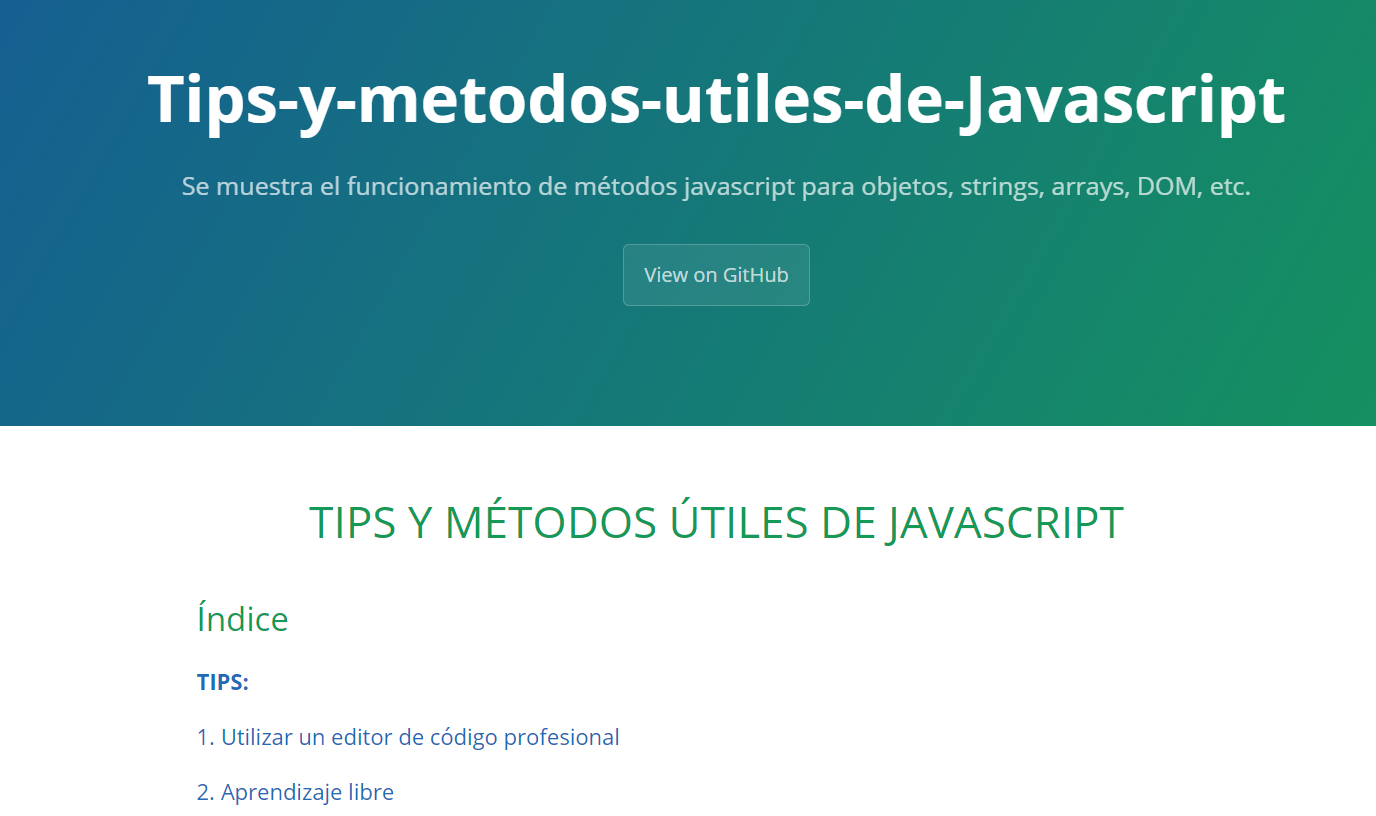 Tips-y-metodos-utiles-de-Javascript
Se muestra el funcionamiento de métodos javascript para objetos, strings, arrays, DOM, etc.
View on GitHub
TIPS Y MÉTODOS ÚTILES DE JAVASCRIPT
Índice
TIPS:
1. Utilizar un editor de código profesional
2. Aprendizaje libre